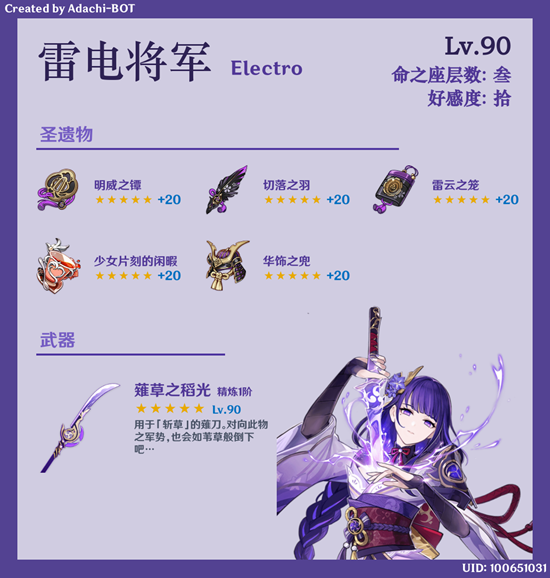 Created by Adachi-BOT
雷电将军 Electro
Lv.90
命之座层数: 叁
好感度: 拾
圣遗物
明威之镡
★★★★★ +20
切落之羽
★★★★★ +20
雷云之笼
★★★★★ +20
少女片刻的闲暇
★★★★★ +20
华饰之兜
★★★★★ +20
武器
薙草之稻光 精炼1阶
★★★★★ Lv.90
用于「斩草」的薙刀。对向此物
之军势,也会如苇草般倒下
吧…
UID: 100651031